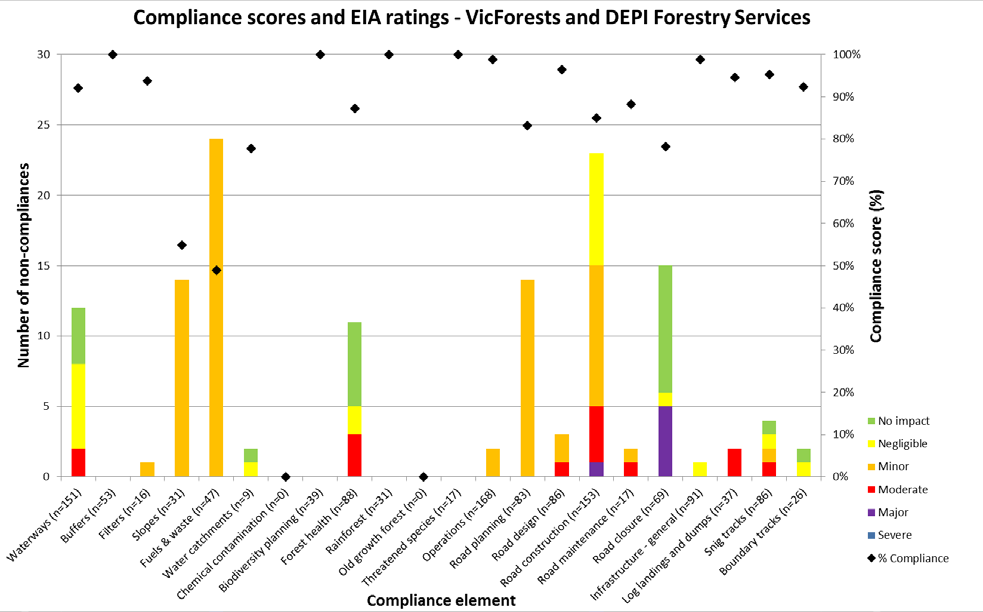 Compliance scores and EIA ratings - VicForests and DEPI Forestry Services
30
25
20
15
10
5
0
Number of non-compliances
100%
90%
80%
70%
60%
50%
40%
30%
20%
10%
0%
Compliance score (%)
Waterways (n=151)
Buffers (n=53)
Filters (n=16)
Slopes (n=31)
Fuels & waste (n=47)
Water catchments (n=9)
Chemical contamination (n=0)
Biodiversity planning (n=39)
Forest health (n=88)
Rainforest (n=31)
Old growth forest (n=0)
Threatened species (n=17)
Operations (n=168)
Road planning (n=83)
Road design (n=86)
Road construction (n=153)
Road maintenance (n=17)
Road closure (n=69)
Infrastructure - general (n=91)
Log landings and dumps (n=37)
Snig tracks (n=86)
Boundary tracks (n=26)
Compliance element
No impact
Negligible
Minor
Moderate
Major
Severe
% Compliance